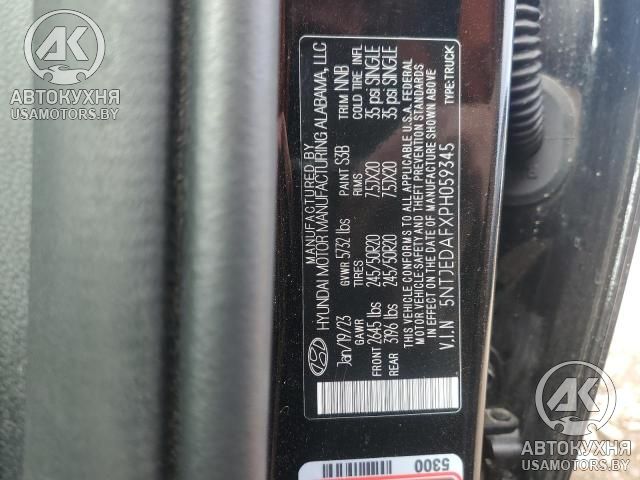 MANUFACTURED BY
HYUNDAI MOTOR MANUFACTURING ALABAMA, LLC
Jan/19/23 GVWR 5732 lbs PAINT S3B TRIM NNB
GAWR TIRES RIMS COLD TIRE INFL
FRONT 2645 lbs 245/50R20 7.5JX20 35 psi SINGLE
REAR 3196 lbs 245/50R20 7.5JX20 35 psi SINGLE
THIS VEHICLE CONFORMS TO ALL APPLICABLE U.S.A. FEDERAL
MOTOR VEHICLE SAFETY AND THEFT PREVENTION STANDARDS
IN EFFECT ON THE DATE OF MANUFACTURE SHOWN ABOVE
V.I.N 5NTJEDAFXPH059345 TYPE:TRUCK
5300
АК
АВТОКУХНЯ
USAMOTORS.BY
АК
АВТОКУХНЯ
USAMOTORS.BY